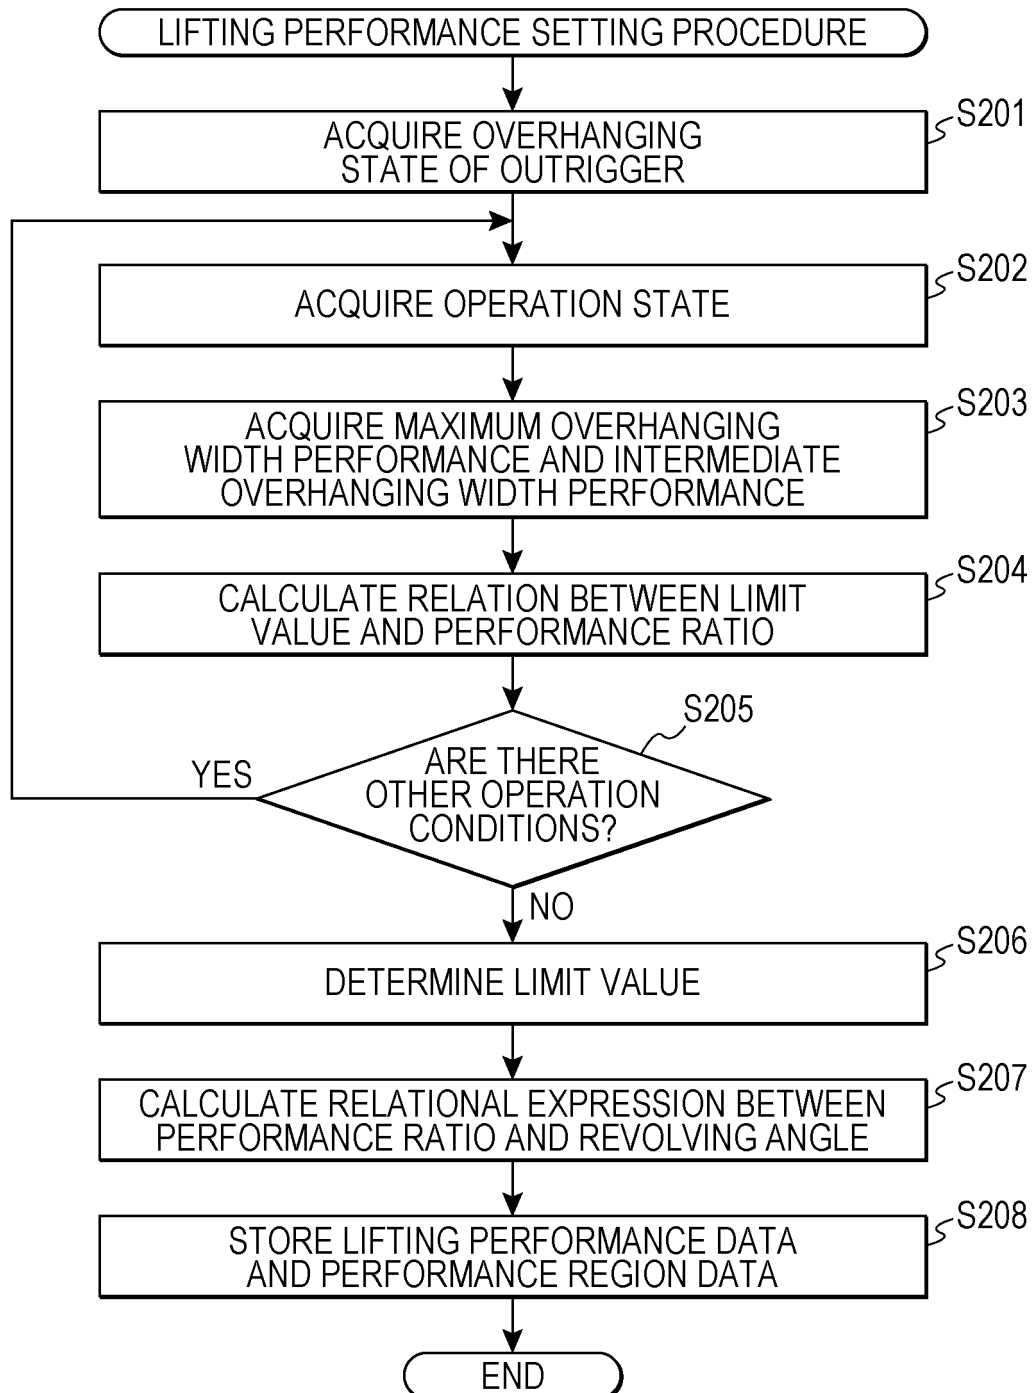 LIFTING PERFORMANCE SETTING PROCEDURE
S201
ACQUIRE OVERHANGING
STATE OF OUTRIGGER
S202
ACQUIRE OPERATION STATE
S203
ACQUIRE MAXIMUM OVERHANGING
WIDTH PERFORMANCE AND INTERMEDIATE
OVERHANGING WIDTH PERFORMANCE
S204
CALCULATE RELATION BETWEEN LIMIT
VALUE AND PERFORMANCE RATIO
S205
ARE THERE
OTHER OPERATION
CONDITIONS?
YES
NO
S206
DETERMINE LIMIT VALUE
S207
CALCULATE RELATIONAL EXPRESSION BETWEEN
PERFORMANCE RATIO AND REVOLVING ANGLE
S208
STORE LIFTING PERFORMANCE DATA
AND PERFORMANCE REGION DATA
END